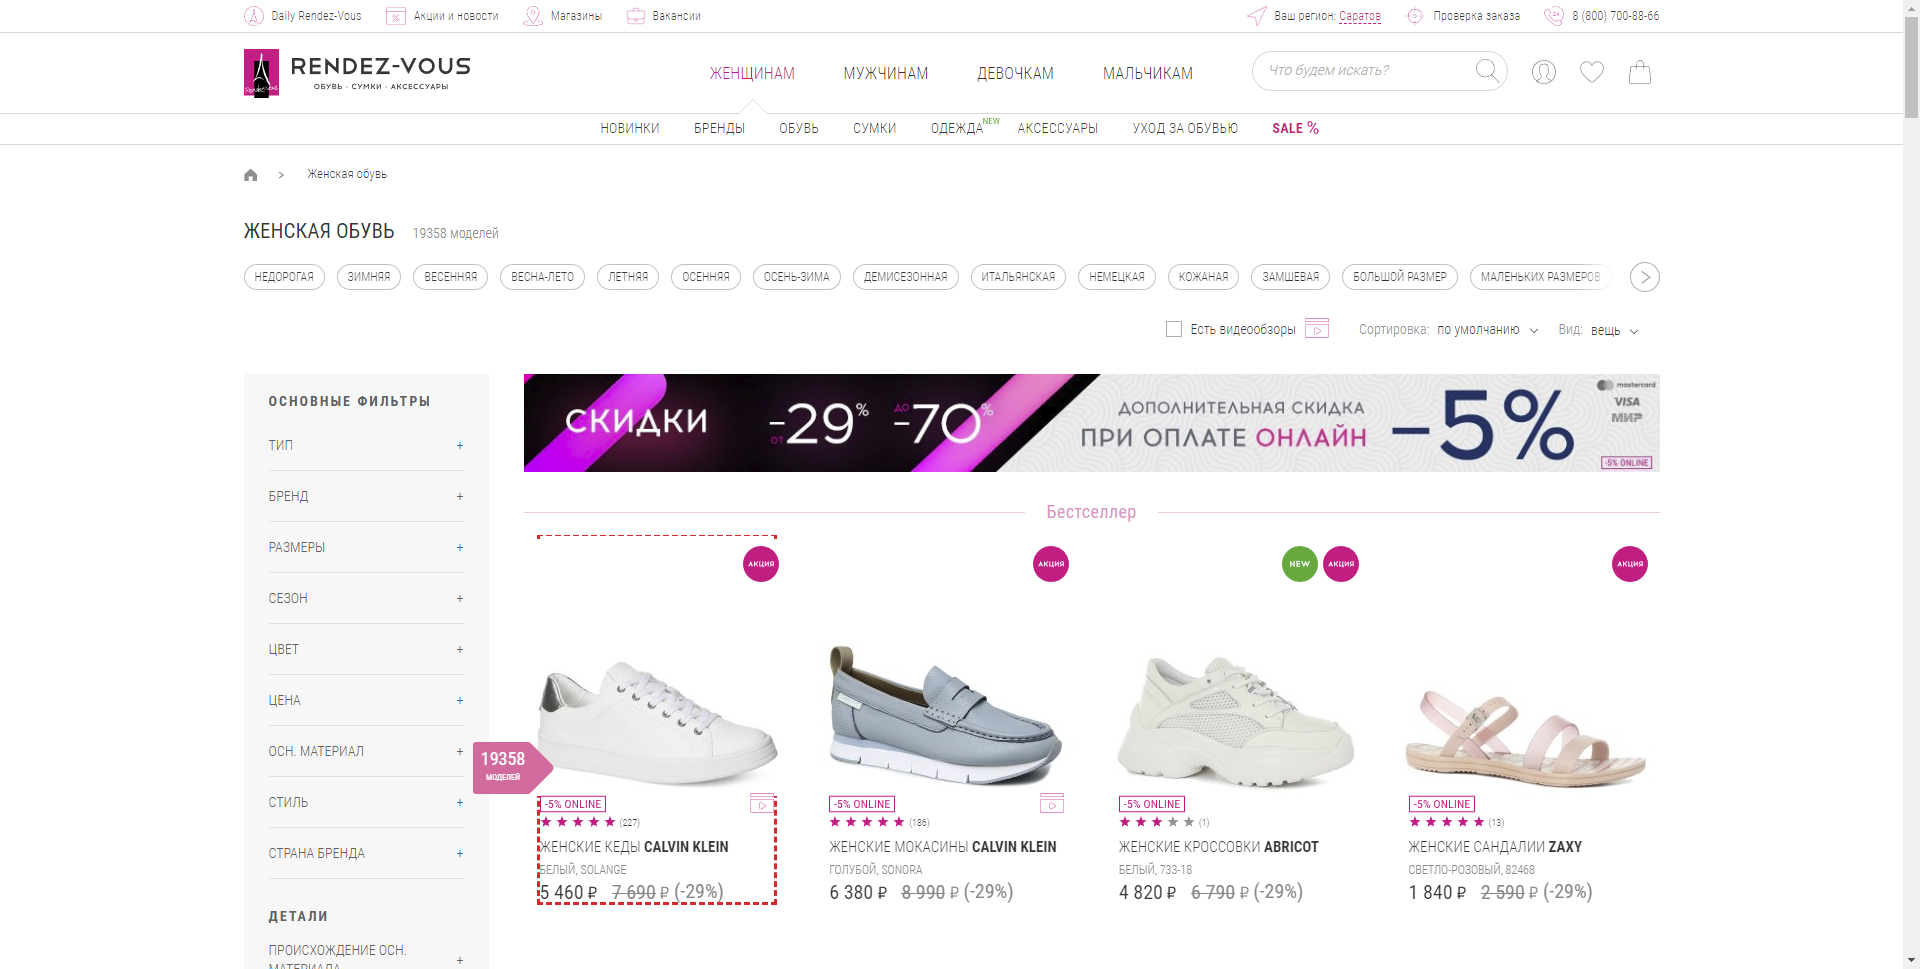 Daily Rendez-Vous Акции и новости Магазины Вакансии Ваш регион: Саратов Проверка заказа 8 (800) 700-88-66
RENDEZ-VOUS
ОБУВЬ · СУМКИ · АКСЕССУАРЫ
ЖЕНЩИНАМ МУЖЧИНАМ ДЕВОЧКАМ МАЛЬЧИКАМ Что будем искать?
НОВИНКИ БРЕНДЫ ОБУВЬ СУМКИ ОДЕЖДА NEW АКСЕССУАРЫ УХОД ЗА ОБУВЬЮ SALE %
> Женская обувь
ЖЕНСКАЯ ОБУВЬ 19358 моделей
НЕДОРОГАЯ ЗИМНЯЯ ВЕСЕННЯЯ ВЕСНА-ЛЕТО ЛЕТНЯЯ ОСЕННЯЯ ОСЕНЬ-ЗИМА ДЕМИСЕЗОННАЯ ИТАЛЬЯНСКАЯ НЕМЕЦКАЯ КОЖАНАЯ ЗАМШЕВАЯ БОЛЬШОЙ РАЗМЕР МАЛЕНЬКИХ РАЗМЕРОВ
Есть видеообзоры Сортировка: по умолчанию Вид: вещь
ОСНОВНЫЕ ФИЛЬТРЫ
ТИП +
БРЕНД +
РАЗМЕРЫ +
СЕЗОН +
ЦВЕТ +
ЦЕНА +
ОСН. МАТЕРИАЛ +
СТИЛЬ +
СТРАНА БРЕНДА +
ДЕТАЛИ
ПРОИСХОЖДЕНИЕ ОСН. +
МАТЕРИАЛА
19358
МОДЕЛЕЙ
СКИДКИ ОТ -29% ДО -70%
ДОПОЛНИТЕЛЬНАЯ СКИДКА
ПРИ ОПЛАТЕ ОНЛАЙН -5%
mastercard
VISA
МИР
-5% ONLINE
Бестселлер
АКЦИЯ
-5% ONLINE
(227)
ЖЕНСКИЕ КЕДЫ CALVIN KLEIN
БЕЛЫЙ, SOLANGE
5 460 ₽ 7 690 ₽ (-29%)
АКЦИЯ
-5% ONLINE
(186)
ЖЕНСКИЕ МОКАСИНЫ CALVIN KLEIN
ГОЛУБОЙ, SONORA
6 380 ₽ 8 990 ₽ (-29%)
NEW АКЦИЯ
-5% ONLINE
(1)
ЖЕНСКИЕ КРОССОВКИ ABRICOT
БЕЛЫЙ, 733-18
4 820 ₽ 6 790 ₽ (-29%)
АКЦИЯ
-5% ONLINE
(13)
ЖЕНСКИЕ САНДАЛИИ ZAXY
СВЕТЛО-РОЗОВЫЙ, 82468
1 840 ₽ 2 590 ₽ (-29%)